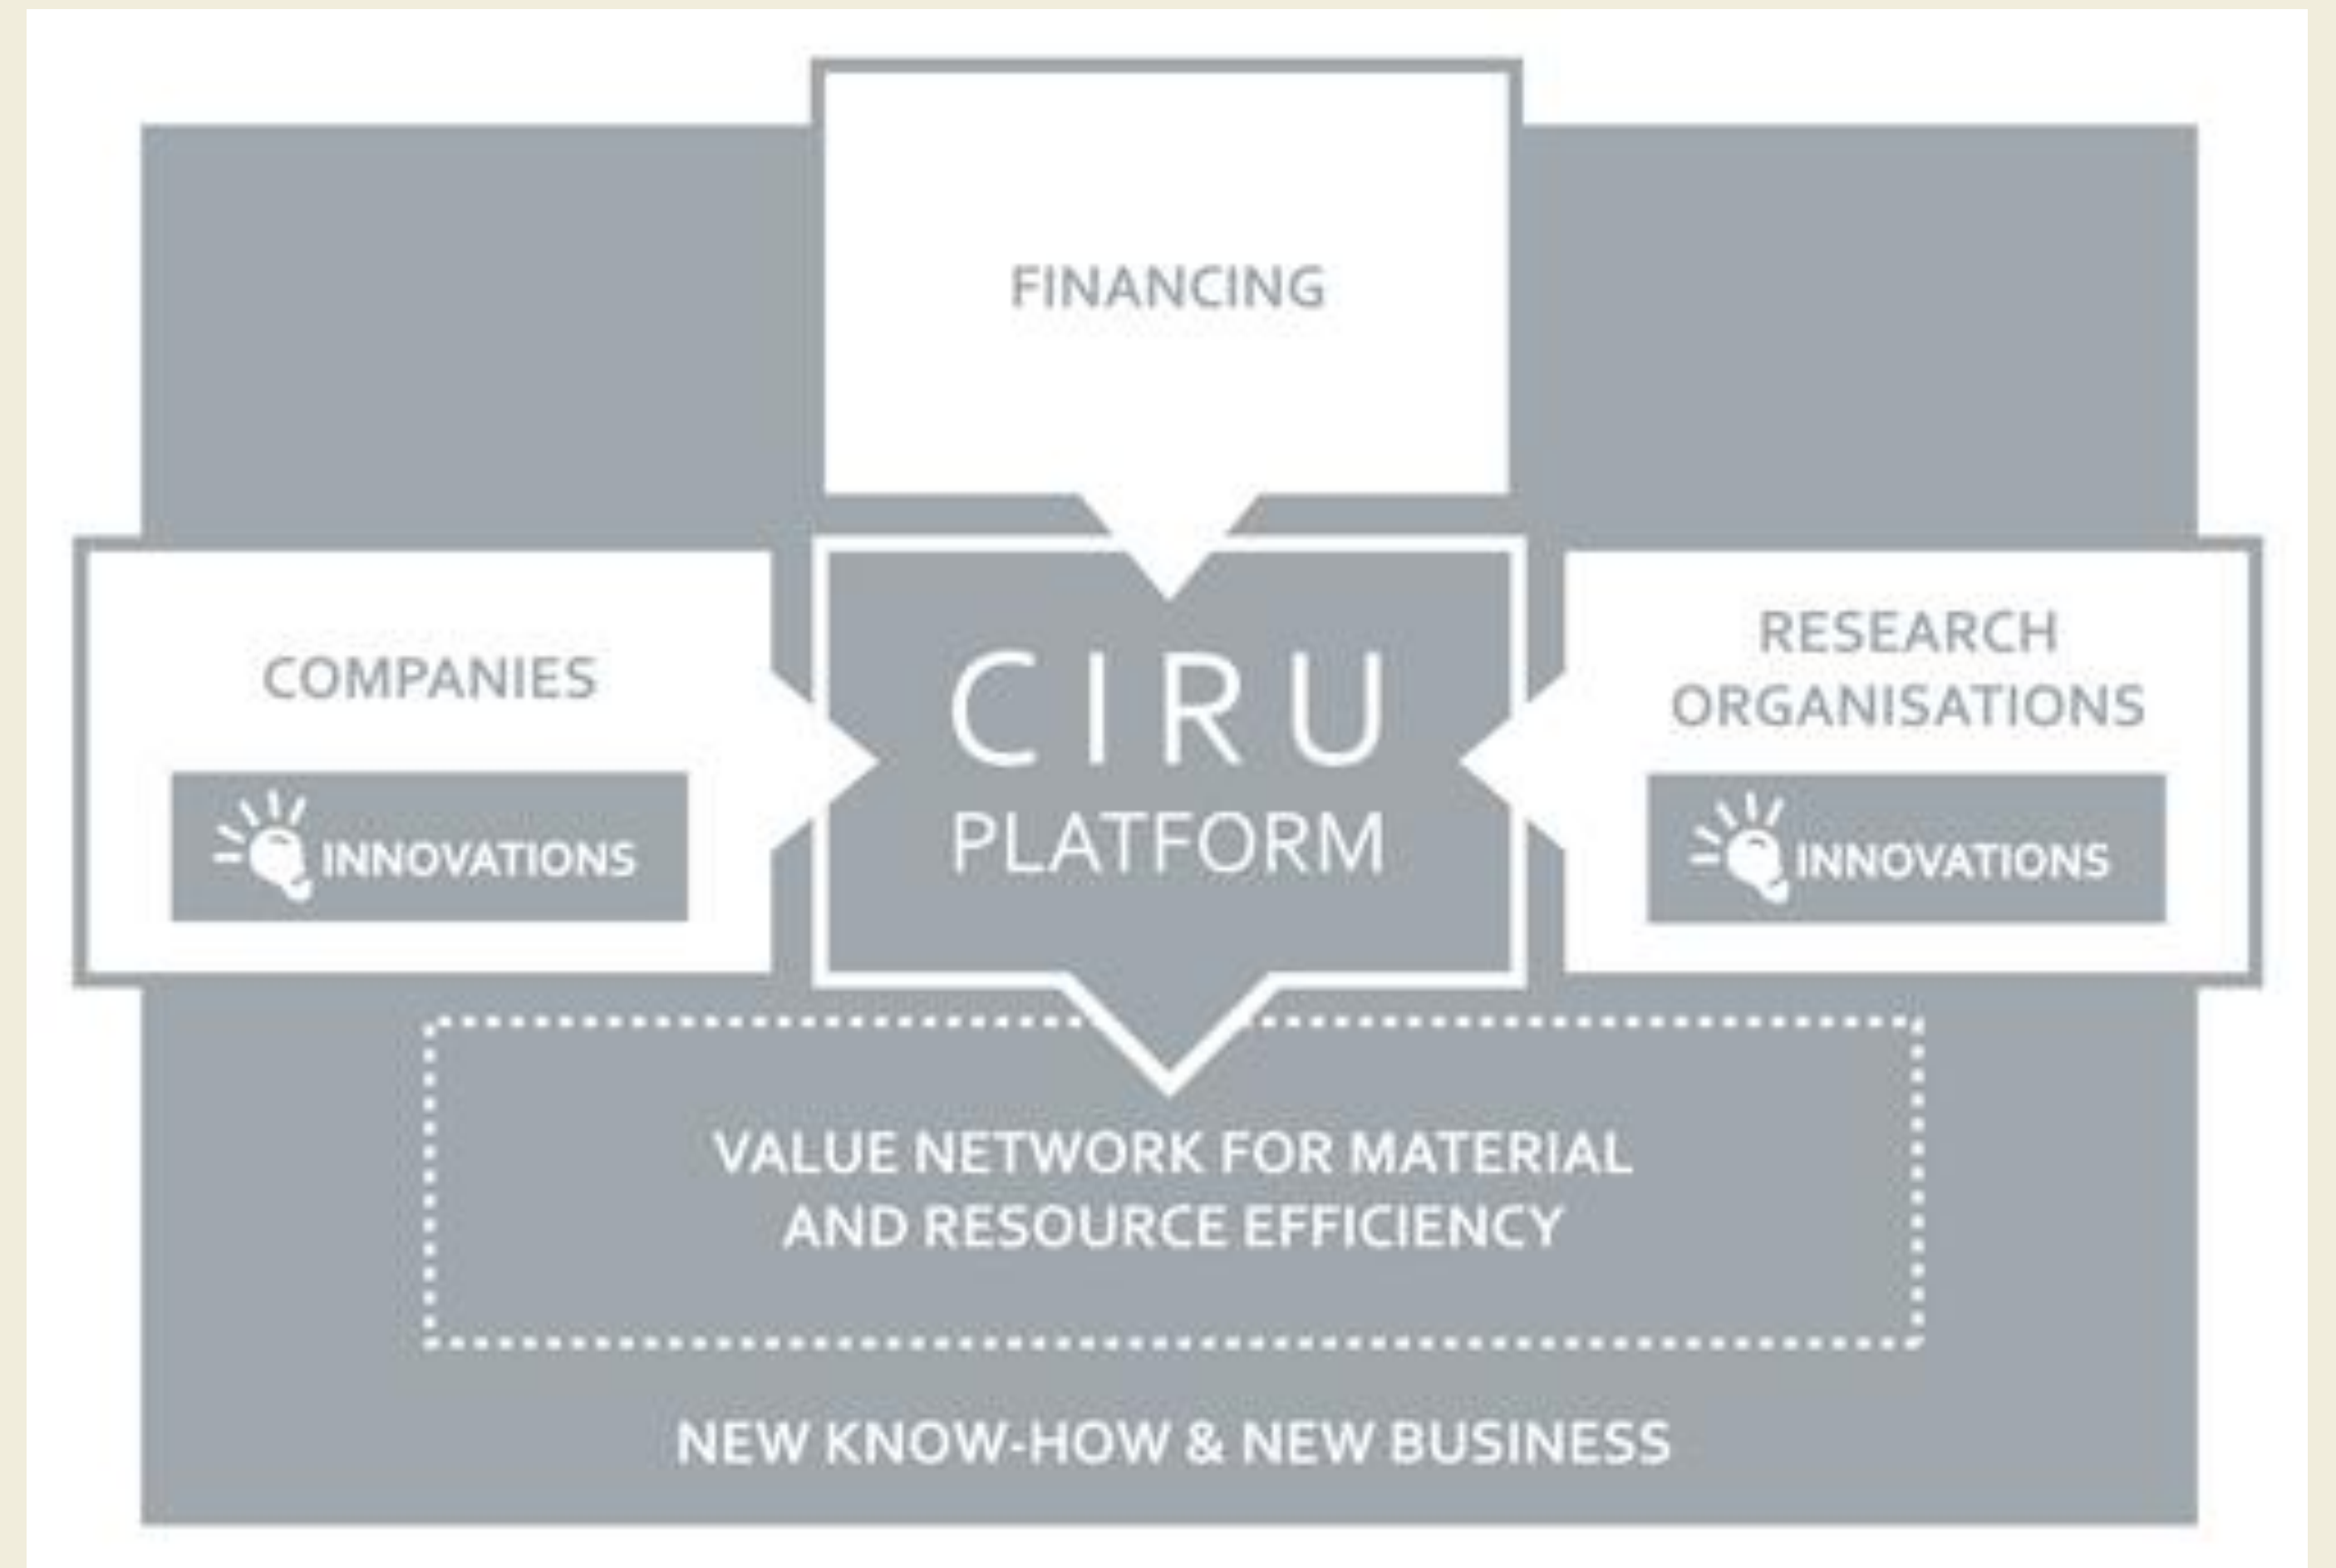 FINANCING
COMPANIES
INNOVATIONS
CIRU
PLATFORM
RESEARCH
ORGANISATIONS
INNOVATIONS
VALUE NETWORK FOR MATERIAL
AND RESOURCE EFFICIENCY
NEW KNOW-HOW & NEW BUSINESS